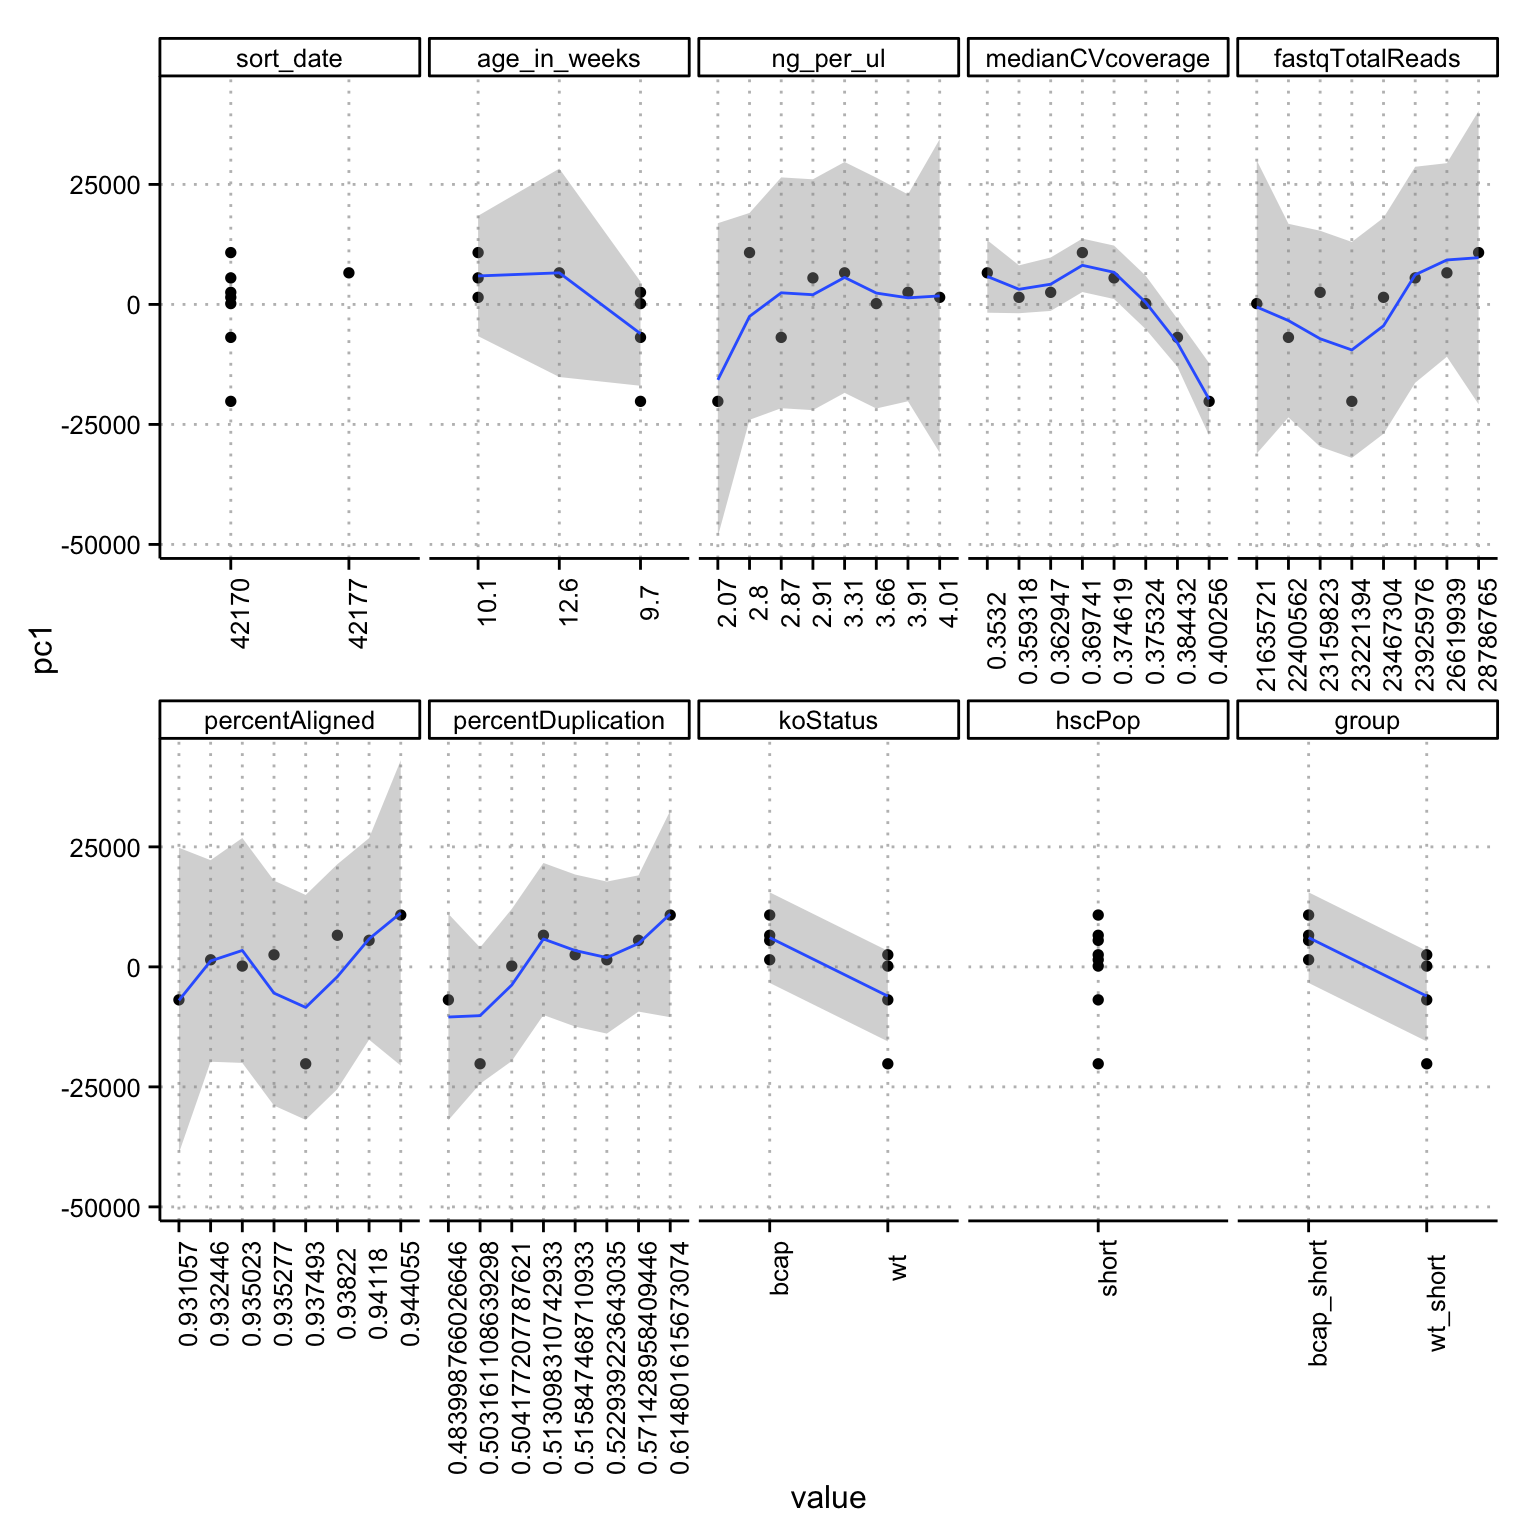 sort_date age_in_weeks ng_per_ul medianCVcoverage fastqTotalReads
25000
0
-25000
-50000
42170 42177 10.1 12.6 9.7 2.07 2.8 2.87 2.91 3.31 3.66 3.91 4.01 0.3532 0.359318 0.362947 0.369741 0.374619 0.375324 0.384432 0.400256 21635721 22400562 23159823 23221394 23467304 23925976 26619939 28786765
pc1
percentAligned percentDuplication koStatus hscPop group
25000
0
-25000
-50000
0.931057 0.932446 0.935023 0.935277 0.937493 0.93822 0.94118 0.944055 0.483998766026646 0.503161108639298 0.504177207787621 0.513098310742933 0.515847468710933 0.522939223643035 0.571428958409446 0.614801615673074 bcap wt short bcap_short wt_short
value